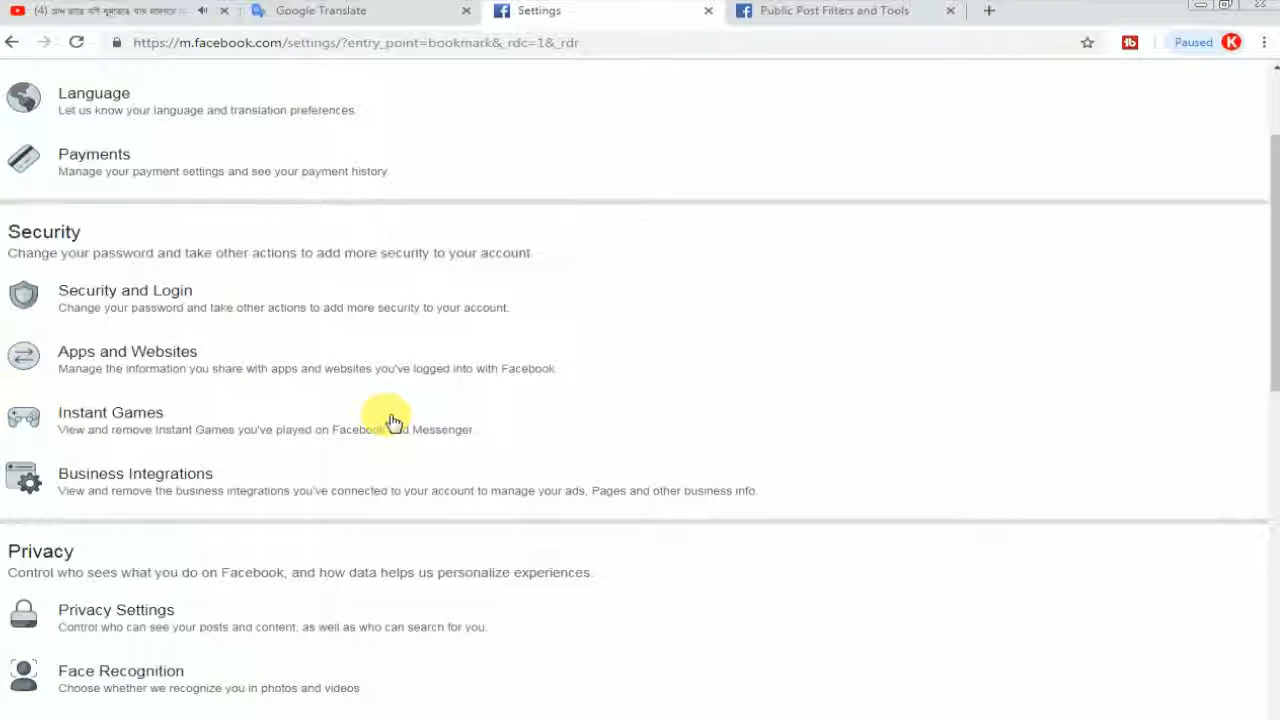 (4)
Google Translate
Settings
Public Post Filters and Tools
https://m.facebook.com/settings/?entry_point=bookmark&_rdc=1&_rdr
Paused
K
Language
Let us know your language and translation preferences.
Payments
Manage your payment settings and see your payment history.
Security
Change your password and take other actions to add more security to your account
Security and Login
Change your password and take other actions to add more security to your account.
Apps and Websites
Manage the information you share with apps and websites you've logged into with Facebook.
Instant Games
View and remove Instant Games you've played on Facebook Messenger.
Business Integrations
View and remove the business integrations you've connected to your account to manage your ads, Pages and other business info.
Privacy
Control who sees what you do on Facebook, and how data helps us personalize experiences.
Privacy Settings
Control who can see your posts and content, as well as who can search for you.
Face Recognition
Choose whether we recognize you in photos and videos